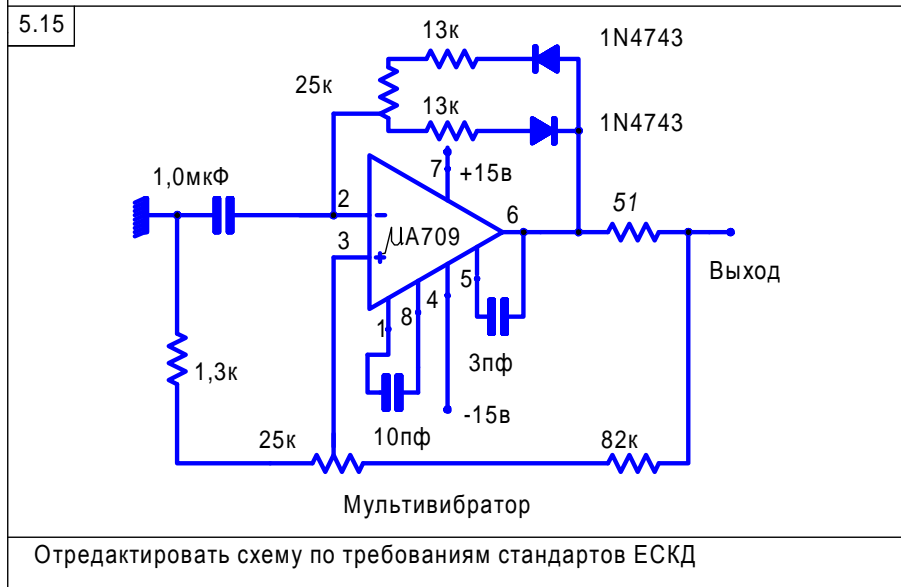 5.15
13к
1N4743
25к
13к
1N4743
1,0мкФ
7
+15в
2
6
51
3
μA709
Выход
5
4
8
1
3пф
1,3к
-15в
10пф
25к
82к
Мультивибратор
Отредактировать схему по требованиям стандартов ЕСКД